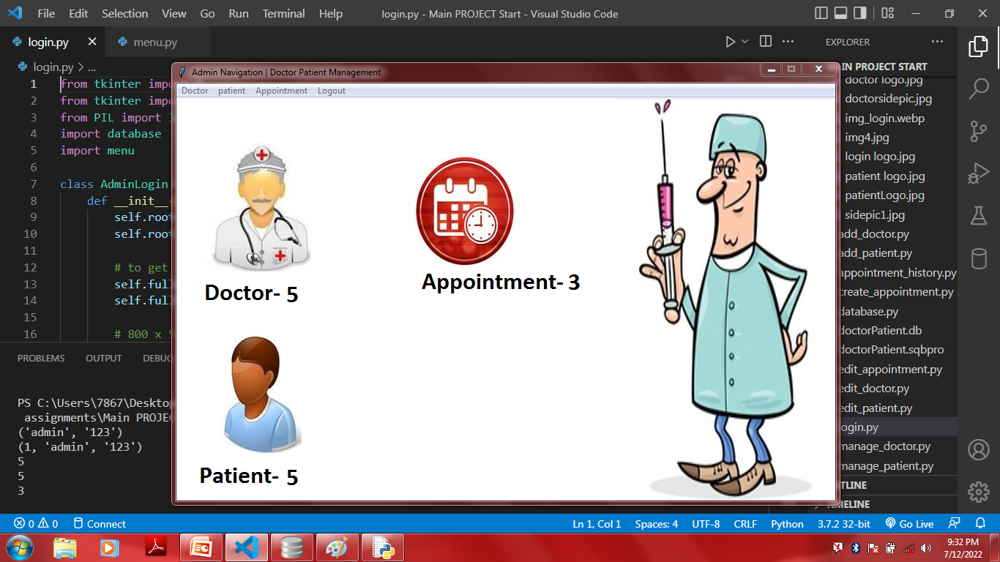 File Edit Selection View Go Run Terminal Help login.py - Main PROJECT Start - Visual Studio Code
login.py menu.py
login.py > ...
1 from tkinter impo
2 from tkinter impo
3 from PIL import
4 import database
5 import menu
6
7 class AdminLogin
8 def __init__
9 self.root
10 self.root
11
12 # to get
13 self.full
14 self.full
15
16 # 800 x
Admin Navigation | Doctor Patient Management
Doctor patient Appointment Logout
Doctor- 5
Appointment- 3
Patient- 5
EXPLORER
IN PROJECT START
doctor logo.jpg
doctorsidepic.jpg
img_login.webp
img4.jpg
login logo.jpg
patient logo.jpg
patientLogo.jpg
sidepic1.jpg
add_doctor.py
add_patient.py
appointment_history.py
create_appointment.py
database.py
doctorPatient.db
doctorPatient.sqbpro
edit_appointment.py
edit_doctor.py
edit_patient.py
login.py
manage_doctor.py
manage_patient.py
TLINE
MELINE
PROBLEMS OUTPUT DEBUG
PS C:\Users\7867\Desktop
assignments\Main PROJE
('admin', '123')
(1, 'admin', '123')
5
5
3
0 0 Connect Ln 1, Col 1 Spaces: 4 UTF-8 CRLF Python 3.7.2 32-bit Go Live
9:32 PM
7/12/2022